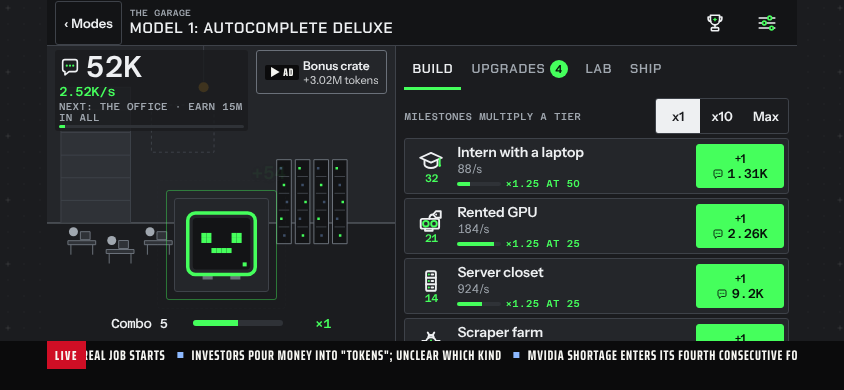 ‹ Modes
THE GARAGE
MODEL 1: AUTOCOMPLETE DELUXE
52K
2.52K/s
NEXT: THE OFFICE · EARN 15M
IN ALL
AD
Bonus crate
+3.02M tokens
Combo 5
×1
BUILD
UPGRADES 4
LAB
SHIP
MILESTONES MULTIPLY A TIER
x1
x10
Max
Intern with a laptop
88/s
32
×1.25 AT 50
+1
1.31K
Rented GPU
184/s
21
×1.25 AT 25
+1
2.26K
Server closet
924/s
14
×1.25 AT 25
+1
9.2K
Scraper farm
+1
LIVE
REAL JOB STARTS ▪ INVESTORS POUR MONEY INTO "TOKENS"; UNCLEAR WHICH KIND ▪ MVIDIA SHORTAGE ENTERS ITS FOURTH CONSECUTIVE FO